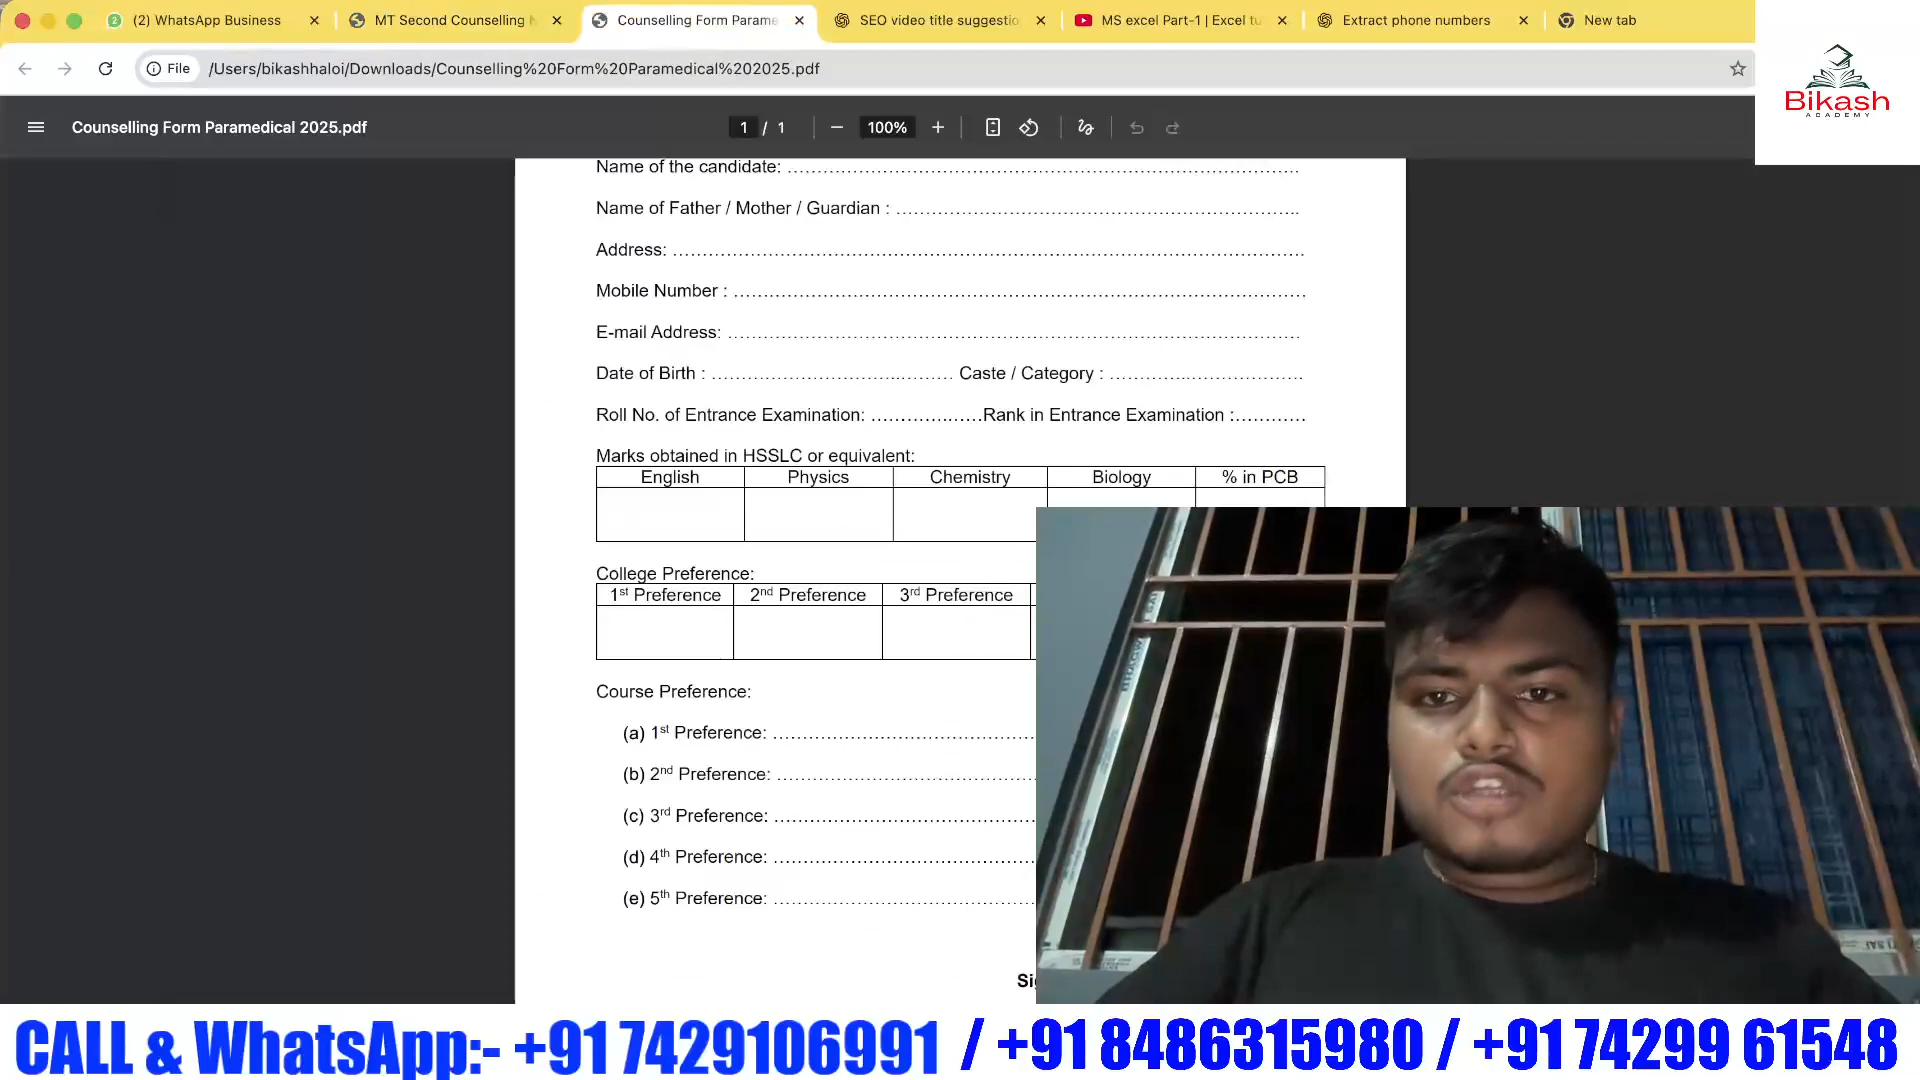 (2) WhatsApp Business
MT Second Counselling
Counselling Form Parame
SEO video title suggestio
MS excel Part-1 | Excel tu
Extract phone numbers
New tab
File
/Users/bikashhaloi/Downloads/Counselling%20Form%20Paramedical%202025.pdf
Bikash
ACADEMY
Counselling Form Paramedical 2025.pdf
1 / 1
100%
Name of the candidate: ……………………………………………………………………………
Name of Father / Mother / Guardian : …………………………………………………………..
Address: ………………………………………………………………………………………………
Mobile Number : ……………………………………………………………………………………
E-mail Address: ……………………………………………………………………………………
Date of Birth : …………………………..……… Caste / Category : …………..……………….
Roll No. of Entrance Examination: …………..……Rank in Entrance Examination :…………
Marks obtained in HSSLC or equivalent:
English Physics Chemistry Biology % in PCB
College Preference:
1st Preference 2nd Preference 3rd Preference
Course Preference:
(a) 1st Preference: ……………………………………
(b) 2nd Preference: ……………………………………
(c) 3rd Preference: ……………………………………
(d) 4th Preference: ……………………………………
(e) 5th Preference: ……………………………………
CALL & WhatsApp:- +91 7429106991 / +91 8486315980 / +91 74299 61548